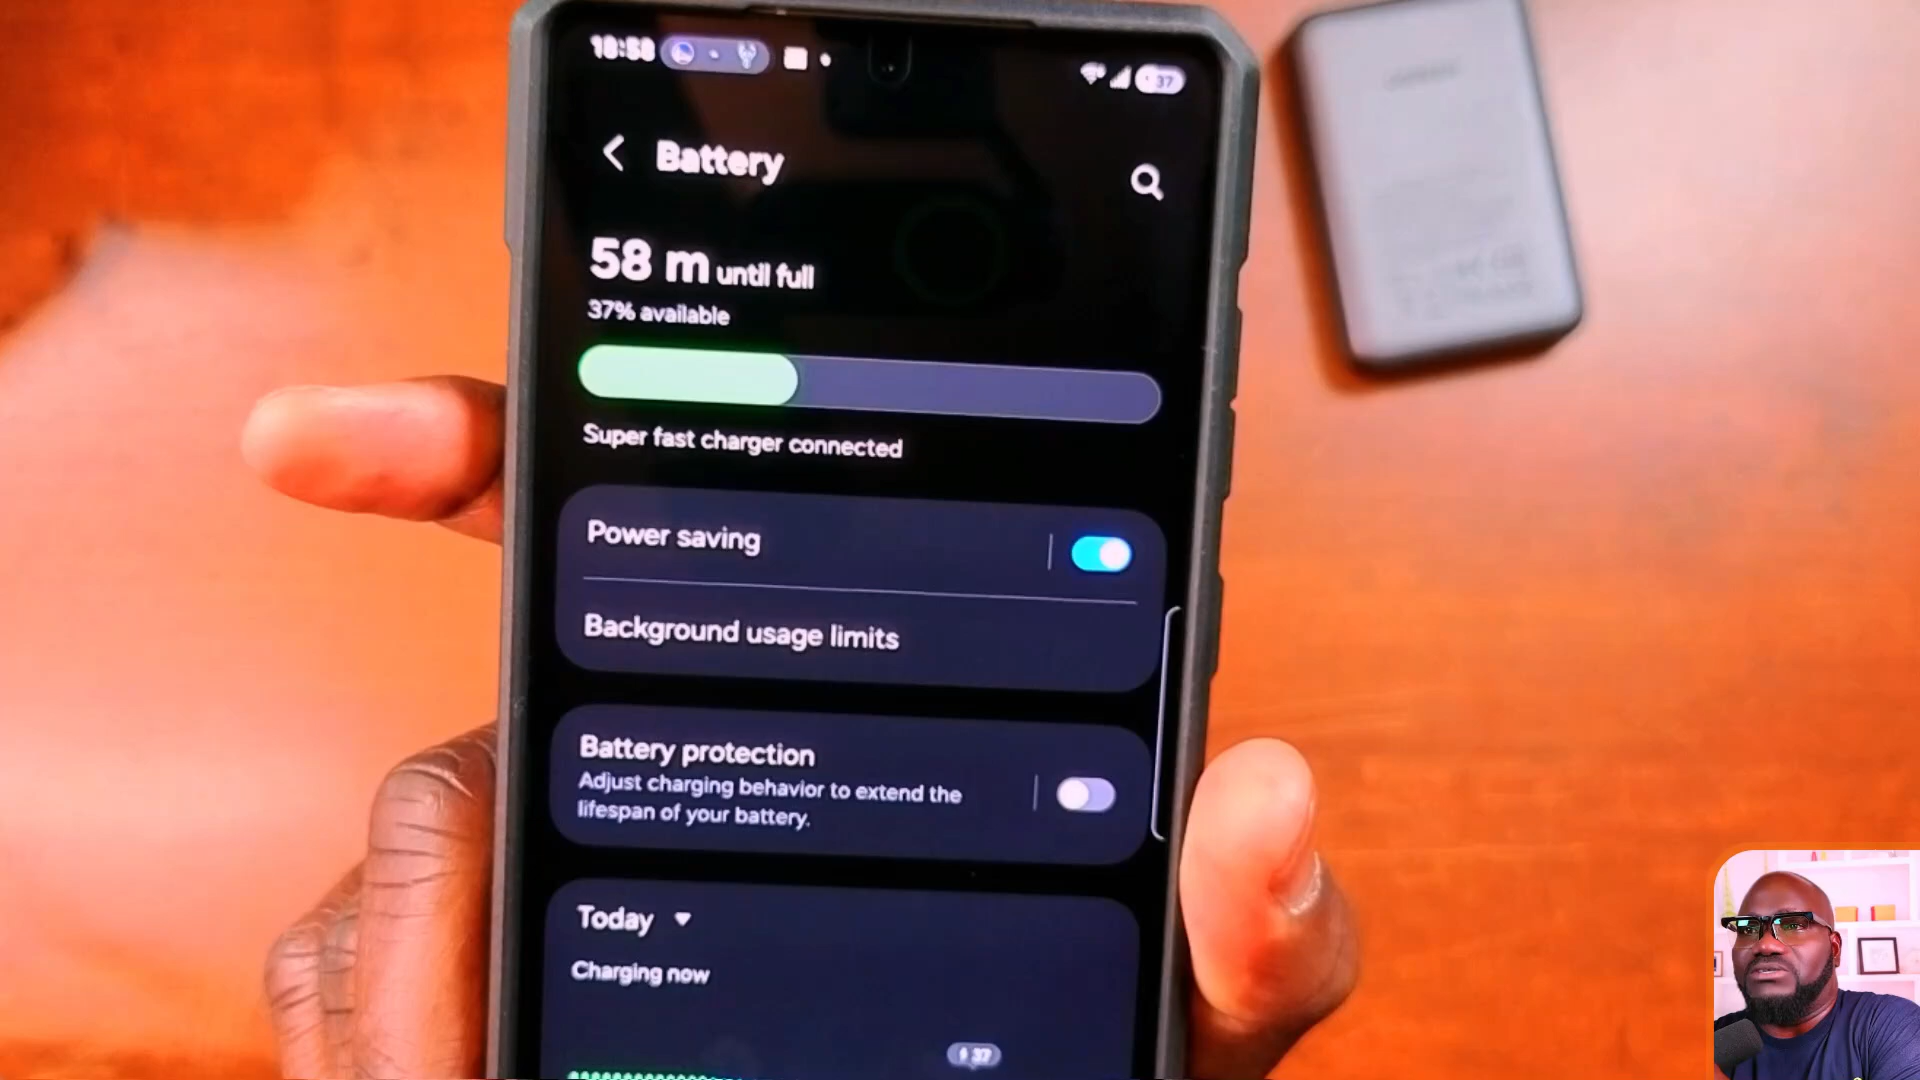 18:58
37
Battery
58 m until full
37% available
Super fast charger connected
Power saving
Background usage limits
Battery protection
Adjust charging behavior to extend the
lifespan of your battery.
Today
Charging now
37